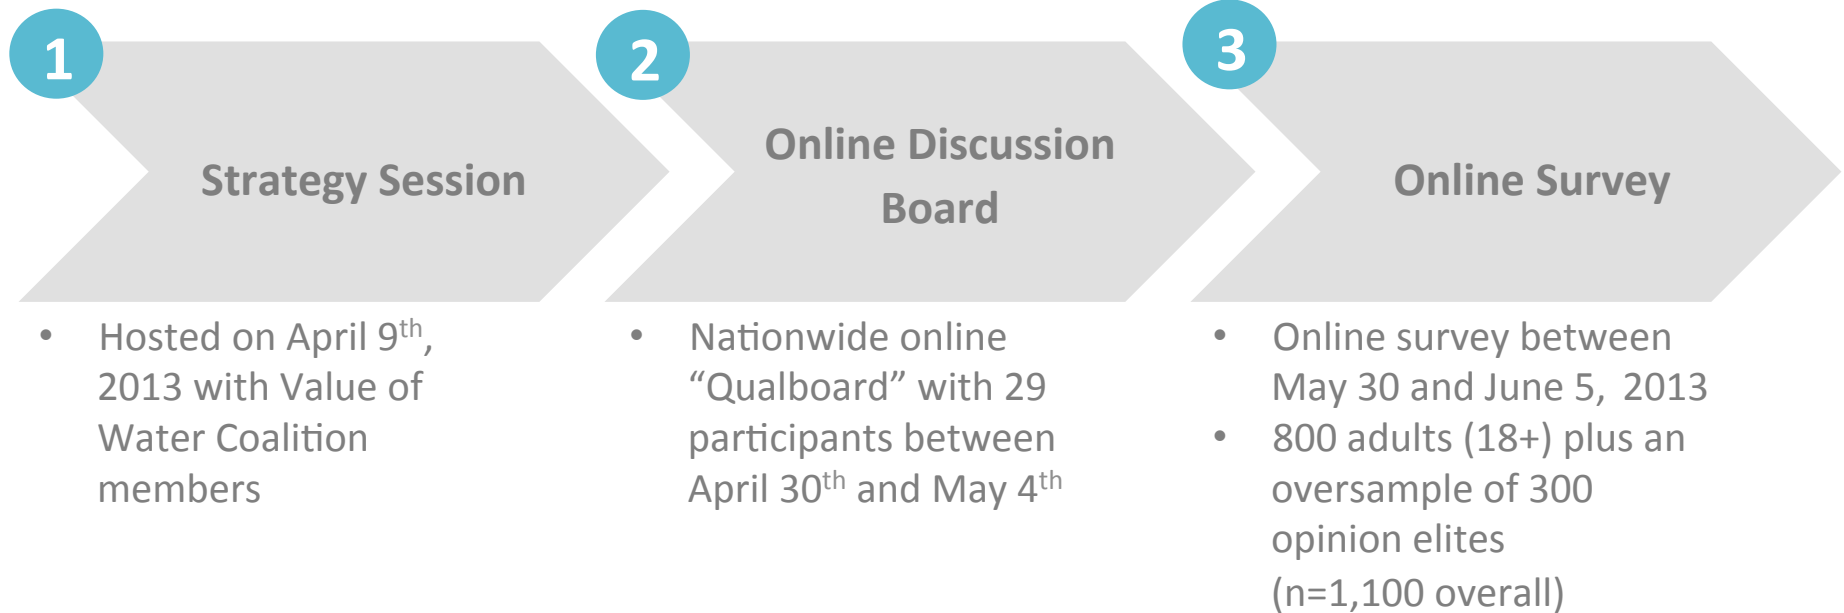 1
Strategy Session
• Hosted on April 9th,
2013 with Value of
Water Coalition
members
2
Online Discussion
Board
• Nationwide online
“Qualboard” with 29
participants between
April 30th and May 4th
3
Online Survey
• Online survey between
May 30 and June 5, 2013
• 800 adults (18+) plus an
oversample of 300
opinion elites
(n=1,100 overall)